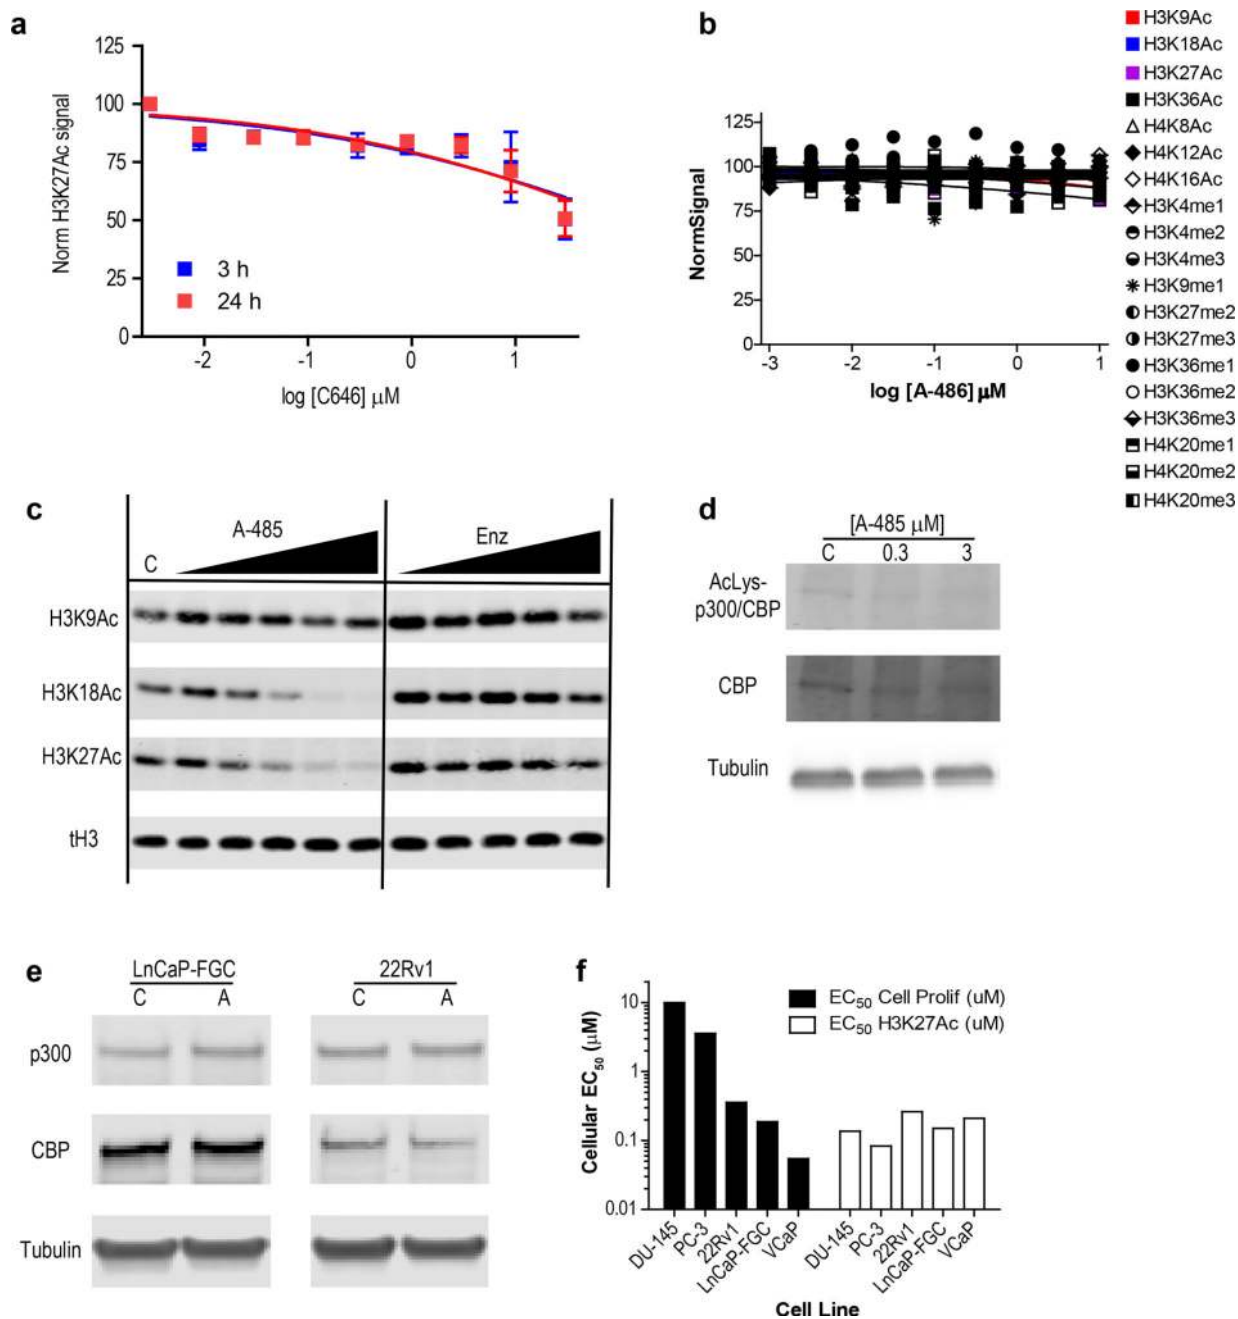 a
125
100
75
50
25
0
Norm H3K27Ac signal
3 h
24 h
-2
-1
0
1
log [C646] μM
b
125
100
75
50
25
0
NormSignal
-3
-2
-1
0
1
log [A-486] μM
H3K9Ac
H3K18Ac
H3K27Ac
H3K36Ac
H4K8Ac
H4K12Ac
H4K16Ac
H3K4me1
H3K4me2
H3K4me3
H3K9me1
H3K27me2
H3K27me3
H3K36me1
H3K36me2
H3K36me3
H4K20me1
H4K20me2
H4K20me3
c
A-485
Enz
C
H3K9Ac
H3K18Ac
H3K27Ac
tH3
d
[A-485 μM]
C 0.3 3
AcLys-
p300/CBP
CBP
Tubulin
e
LnCaP-FGC
22Rv1
C A
C A
p300
CBP
Tubulin
f
EC50 Cell Prolif (uM)
EC50 H3K27Ac (uM)
10
1
0.1
0.01
Cellular EC50 (μM)
DU-145
PC-3
22Rv1
LnCaP-FGC
VCaP
DU-145
PC-3
22Rv1
LnCaP-FGC
VCaP
Cell Line